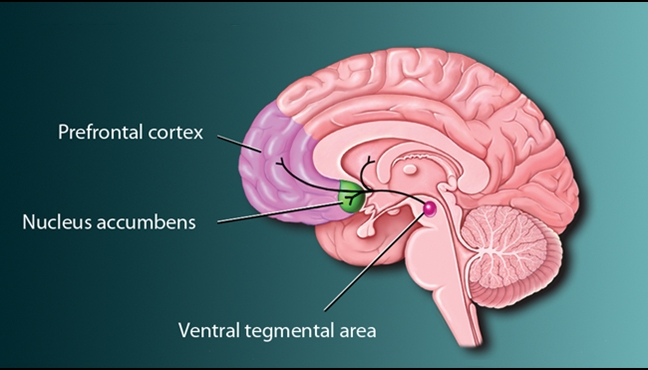 Prefrontal cortex
Nucleus accumbens
Ventral tegmental area